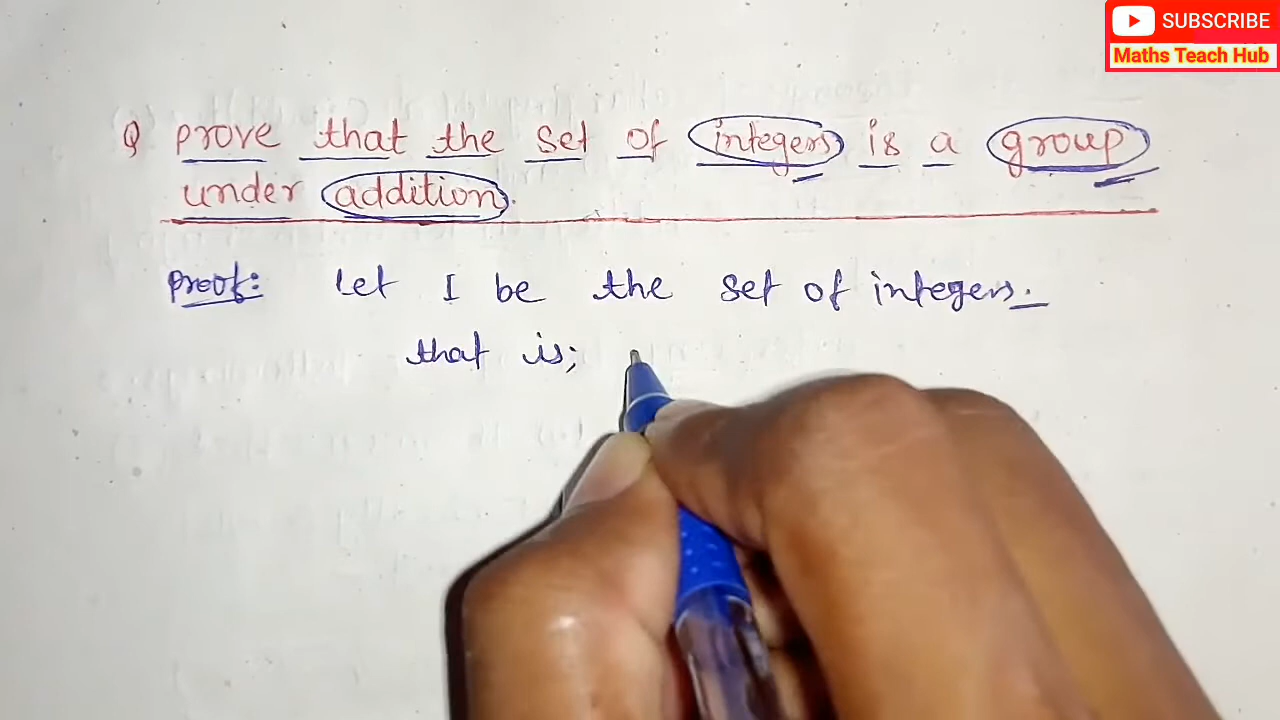 SUBSCRIBE
Maths Teach Hub
Q prove that the set of integers is a group
under addition.
Proof: Let I be the set of integers.
that is;